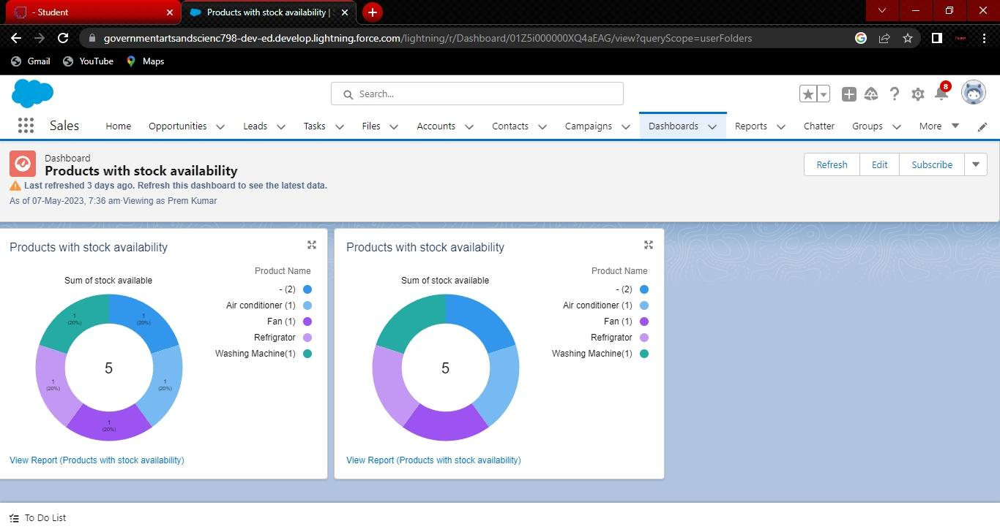 - Student
Products with stock availability |
governmentartsandscienc798-dev-ed.develop.lightning.force.com/lightning/r/Dashboard/01Z5i000000XQ4aEAG/view?queryScope=userFolders
Gmail YouTube Maps
Search...
8
Sales Home Opportunities Leads Tasks Files Accounts Contacts Campaigns Dashboards Reports Chatter Groups More
Dashboard
Products with stock availability
Last refreshed 3 days ago. Refresh this dashboard to see the latest data.
As of 07-May-2023, 7:36 am·Viewing as Prem Kumar
Refresh Edit Subscribe
Products with stock availability
Sum of stock available
Product Name
- (2)
Air conditioner (1)
Fan (1)
Refrigrator
Washing Machine(1)
1
(20%)
1
(20%)
1
(20%)
1
(20%)
1
(20%)
5
View Report (Products with stock availability)
Products with stock availability
Sum of stock available
Product Name
- (2)
Air conditioner (1)
Fan (1)
Refrigrator
Washing Machine(1)
5
View Report (Products with stock availability)
To Do List